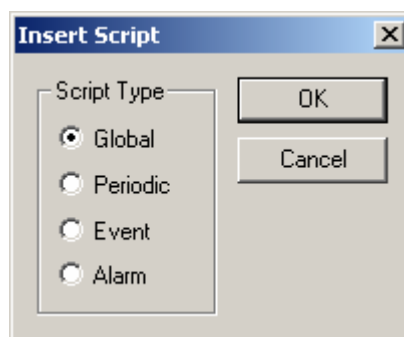 Insert Script
Script Type
Global
Periodic
Event
Alarm
OK
Cancel